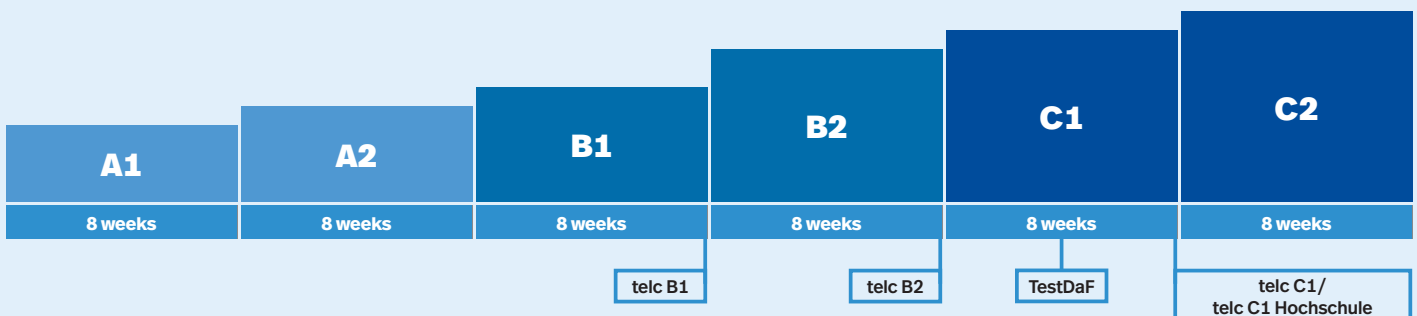 A1
A2
B1
B2
C1
C2
8 weeks
8 weeks
8 weeks
8 weeks
8 weeks
8 weeks
telc B1
telc B2
TestDaF
telc C1/
telc C1 Hochschule